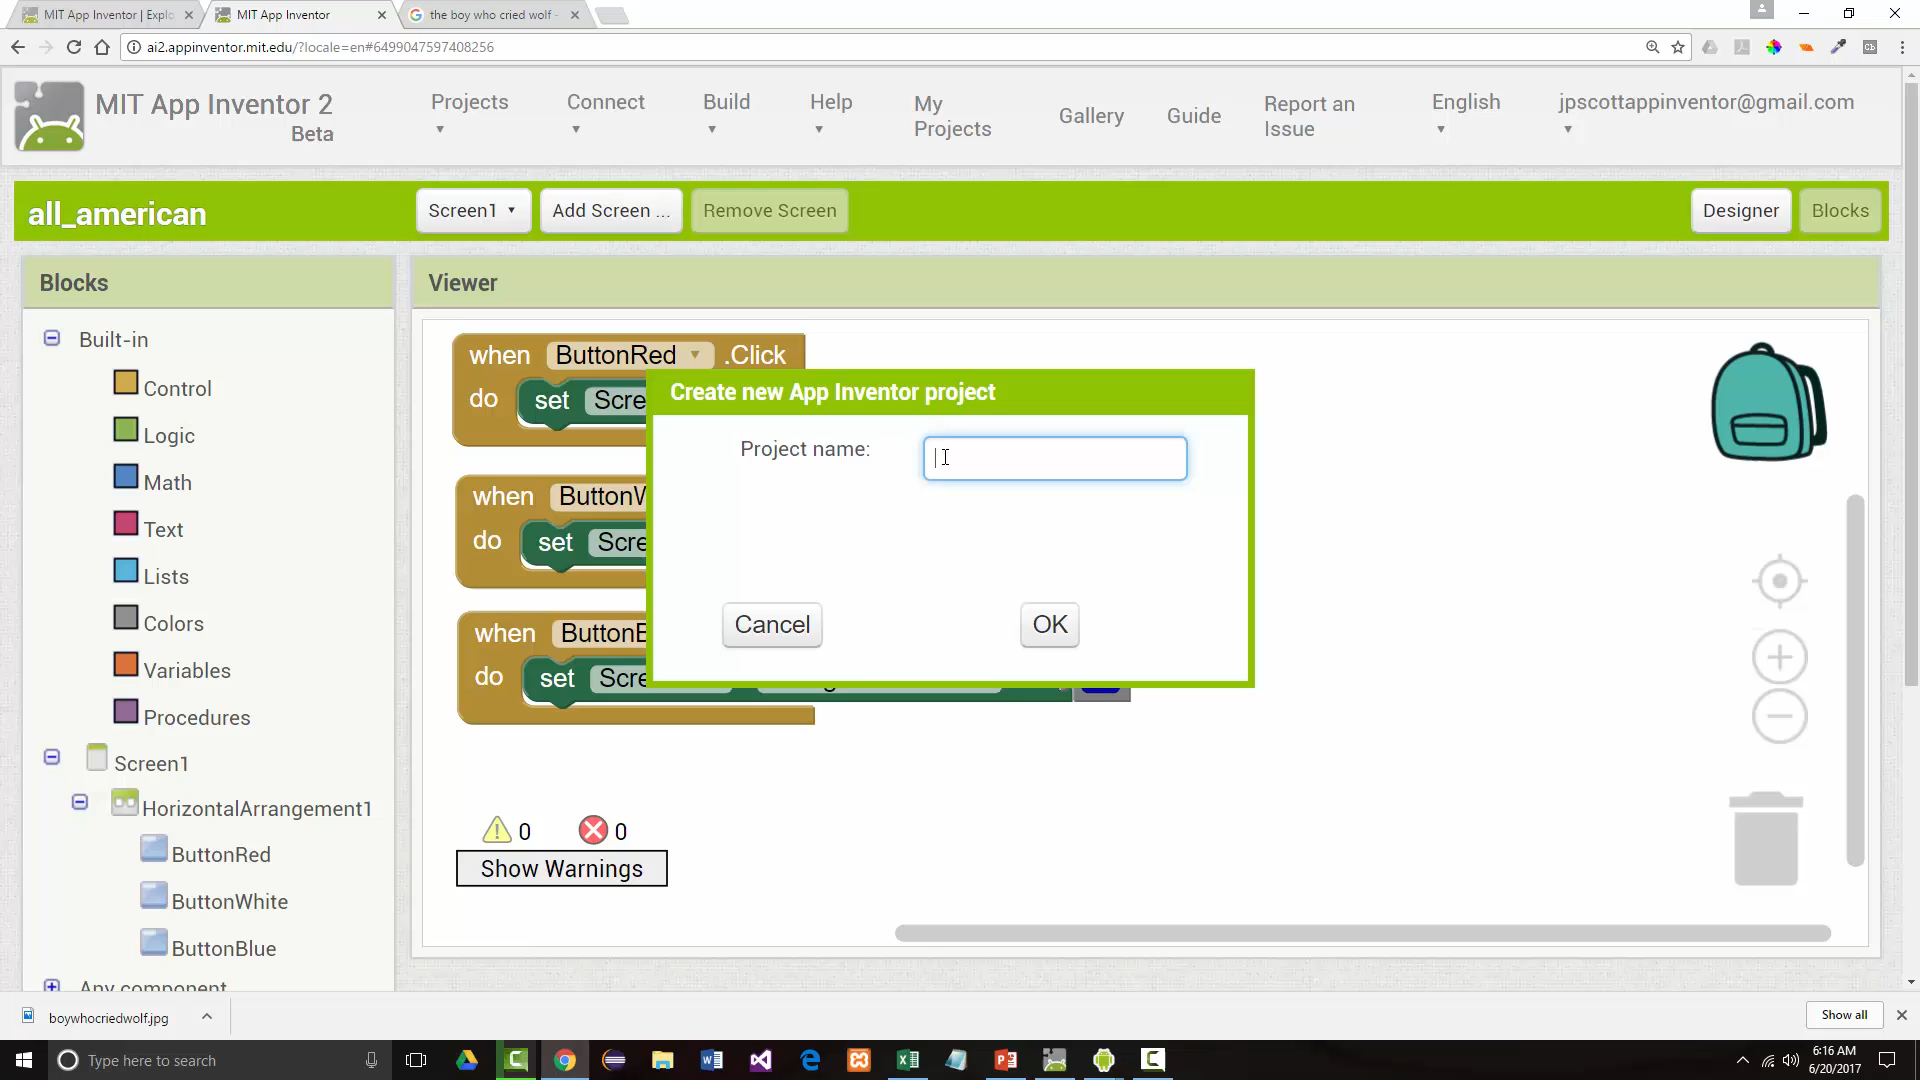 MIT App Inventor | Explo
MIT App Inventor
the boy who cried wolf -
ai2.appinventor.mit.edu/?locale=en#6499047597408256
MIT App Inventor 2
Beta
Projects
Connect
Build
Help
My
Projects
Gallery
Guide
Report an
Issue
English
jpscottappinventor@gmail.com
all_american
Screen1
Add Screen ...
Remove Screen
Designer
Blocks
Blocks
Viewer
Built-in
Control
Logic
Math
Text
Lists
Colors
Variables
Procedures
Screen1
HorizontalArrangement1
ButtonRed
ButtonWhite
ButtonBlue
Any component
when ButtonRed .Click
do set Scre
when ButtonW
do set Scre
when ButtonE
do set Scre
Create new App Inventor project
Project name:
Cancel
OK
0 0
Show Warnings
boywhocriedwolf.jpg
Show all
Type here to search
6:16 AM
6/20/2017